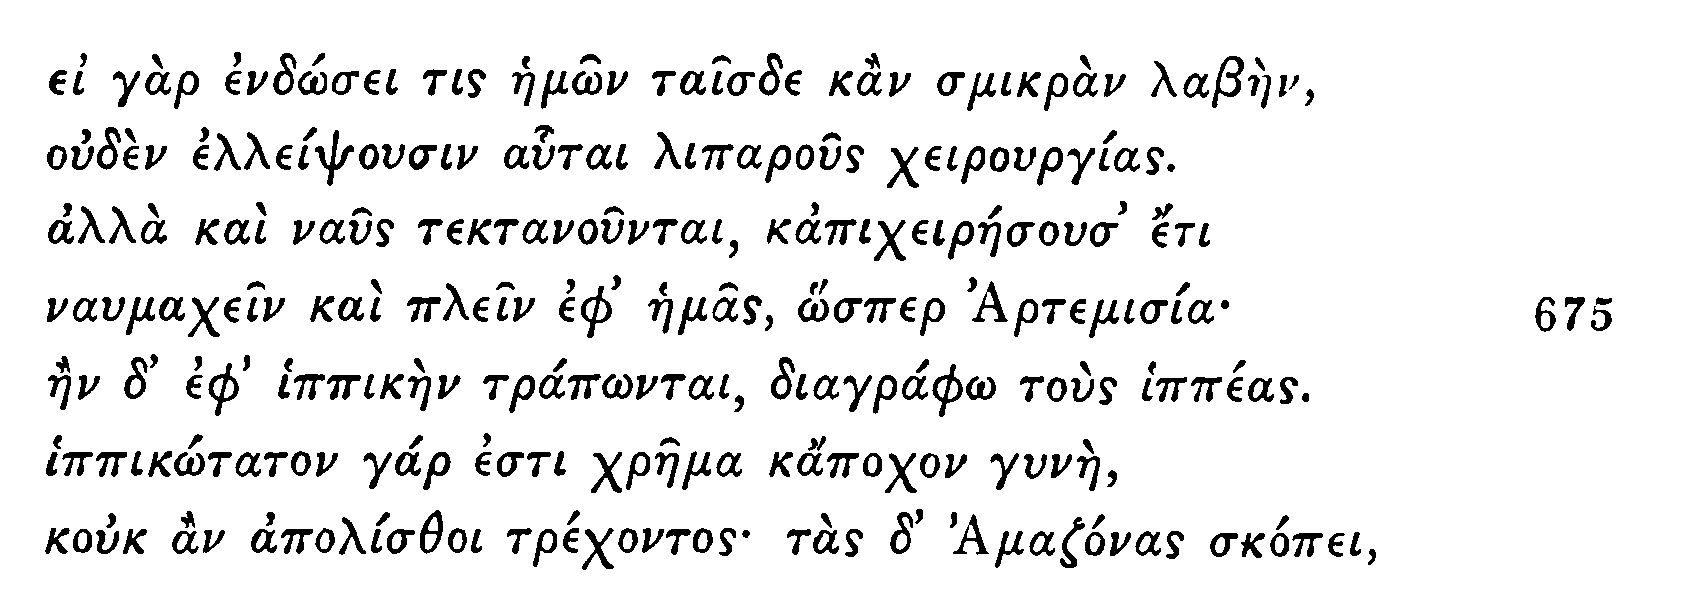 εἰ γὰρ ἐνδώσει τις ἡμῶν ταῖσδε κἂν σμικρὰν λαβὴν,
οὐδὲν ἐλλείψουσιν αὗται λιπαροῦς χειρουργίας.
ἀλλὰ καὶ ναῦς τεκτανοῦνται, κἀπιχειρήσουσ’ ἔτι
ναυμαχεῖν καὶ πλεῖν ἐφ’ ἡμᾶς, ὥσπερ Ἀρτεμισία· 675
ἢν δ’ ἐφ’ ἱππικὴν τράπωνται, διαγράφω τοὺς ἱππέας.
ἱππικώτατον γάρ ἐστι χρῆμα κἄποχον γυνὴ,
κοὐκ ἂν ἀπολίσθοι τρέχοντος· τὰς δ’ Ἀμαζόνας σκόπει,